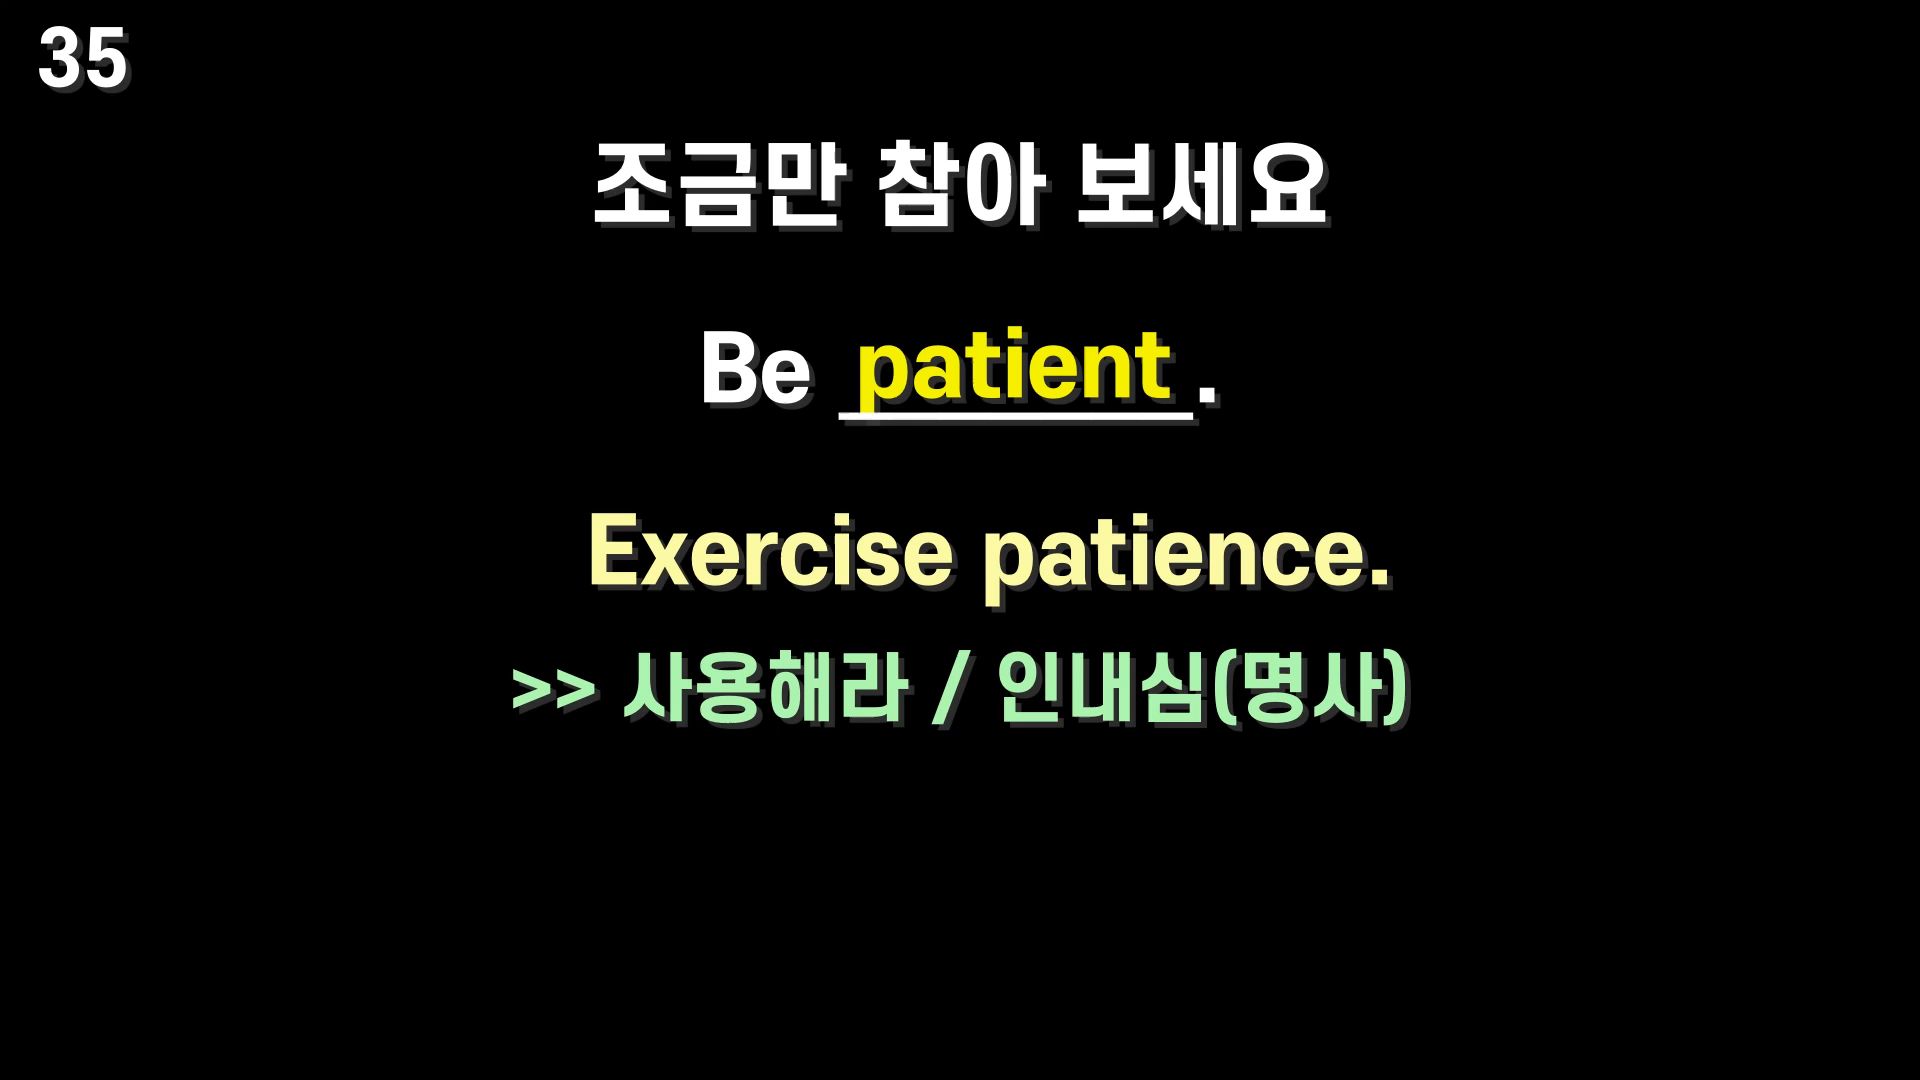 35
조금만 참아 보세요
Be patient.
Exercise patience.
>> 사용해라 / 인내심(명사)